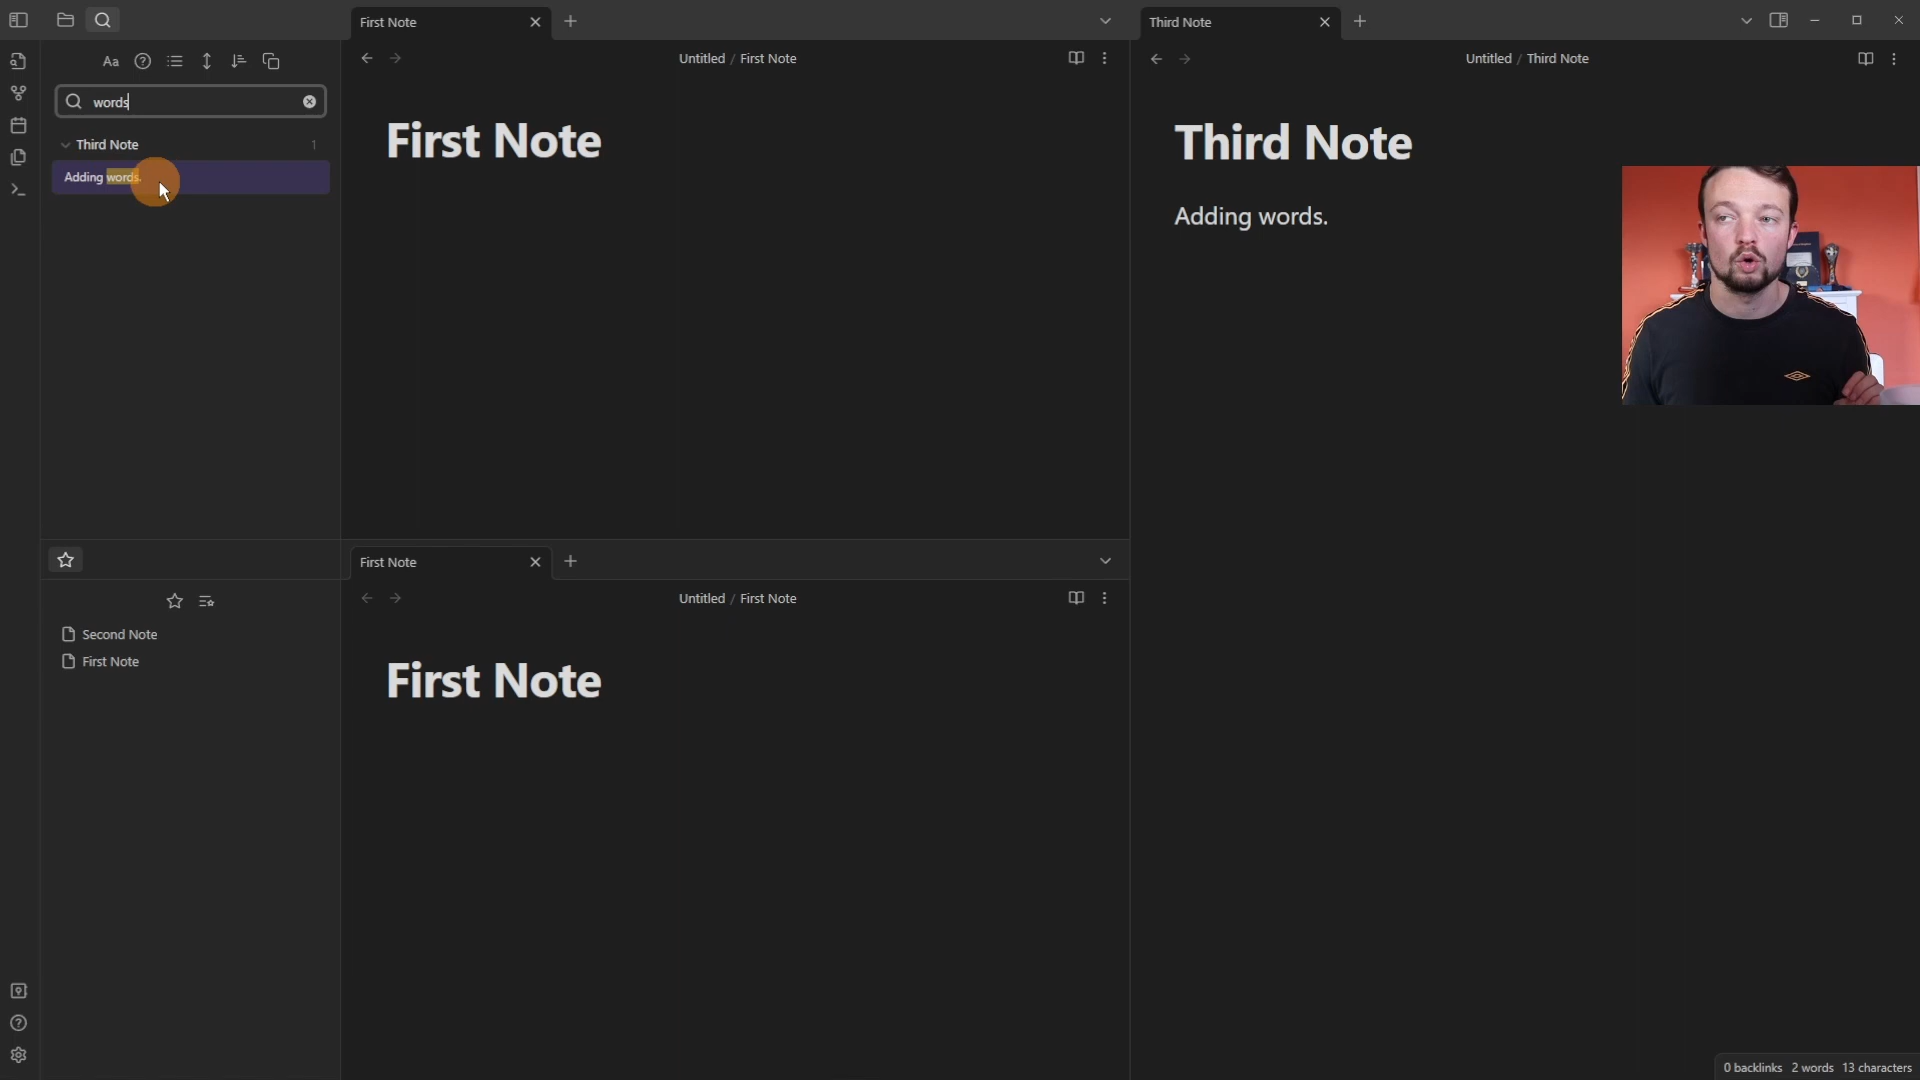 First Note
Third Note
Aa
Untitled / First Note
Untitled / Third Note
words
Third Note
1
Adding words.
First Note
Third Note
Adding words.
First Note
Untitled / First Note
Second Note
First Note
First Note
0 backlinks 2 words 13 characters